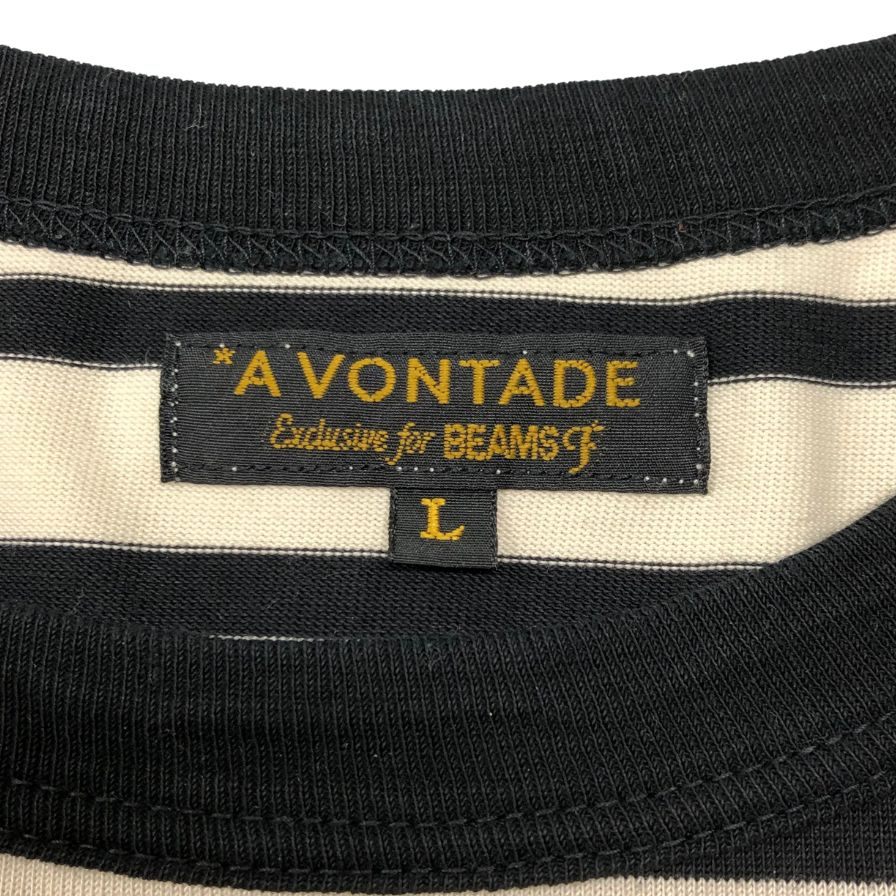 *A VONTADE
Exclusive for BEAMS F
L